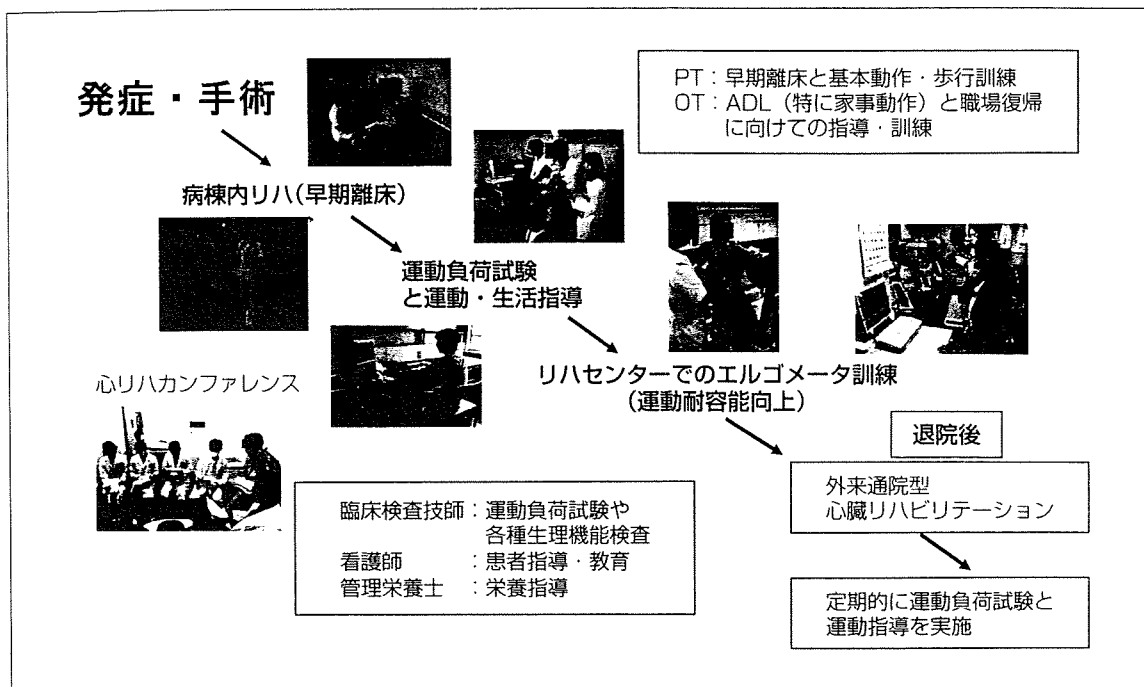 発症・手術
PT：早期離床と基本動作・歩行訓練
OT：ADL（特に家事動作）と職場復帰
に向けての指導・訓練
病棟内リハ(早期離床)
運動負荷試験
と運動・生活指導
心リハカンファレンス
リハセンターでのエルゴメータ訓練
(運動耐容能向上)
退院後
外来通院型
心臓リハビリテーション
臨床検査技師：運動負荷試験や
各種生理機能検査
看護師　　　：患者指導・教育
管理栄養士　：栄養指導
定期的に運動負荷試験と
運動指導を実施